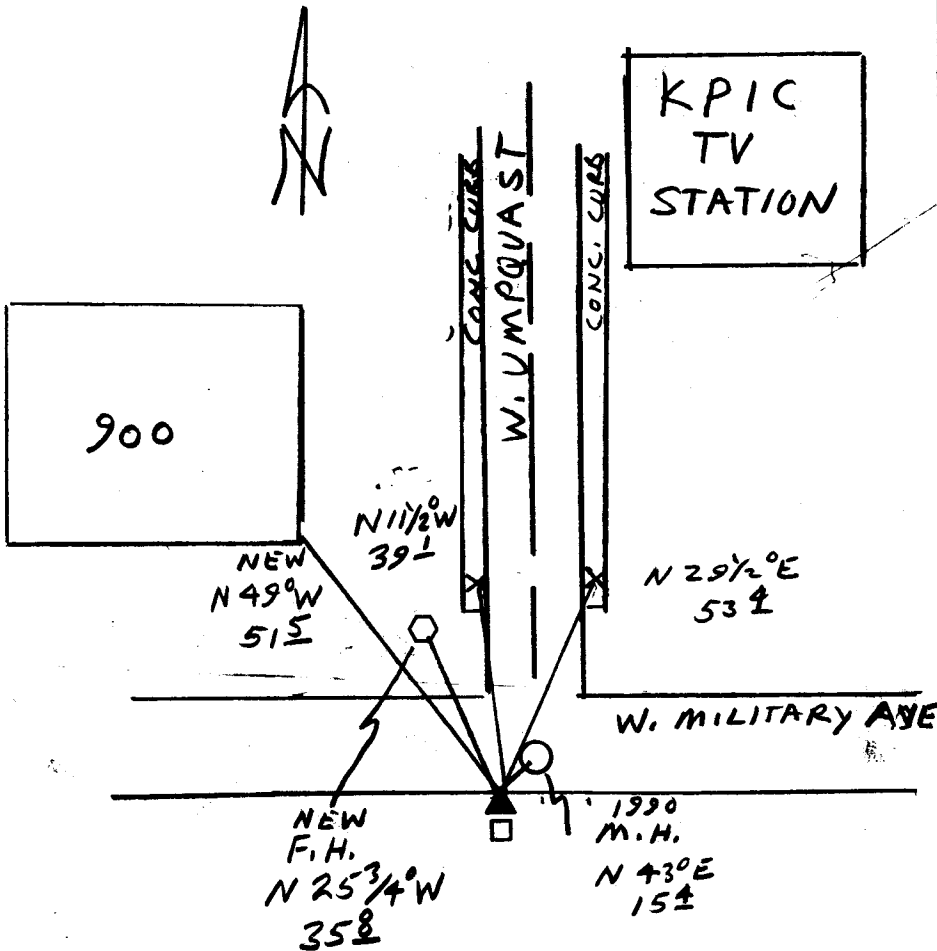 N
KPIC
TV
STATION
CONC. CURB
W. UMPQUA ST
CONC. CURB
900
N 11 1/2° W
39 1
NEW
N 49° W
51 5
N 29 1/2° E
53 4
W. MILITARY AVE
NEW
F. H.
N 25 3/4° W
35 8
1990
M. H.
N 43° E
15 4